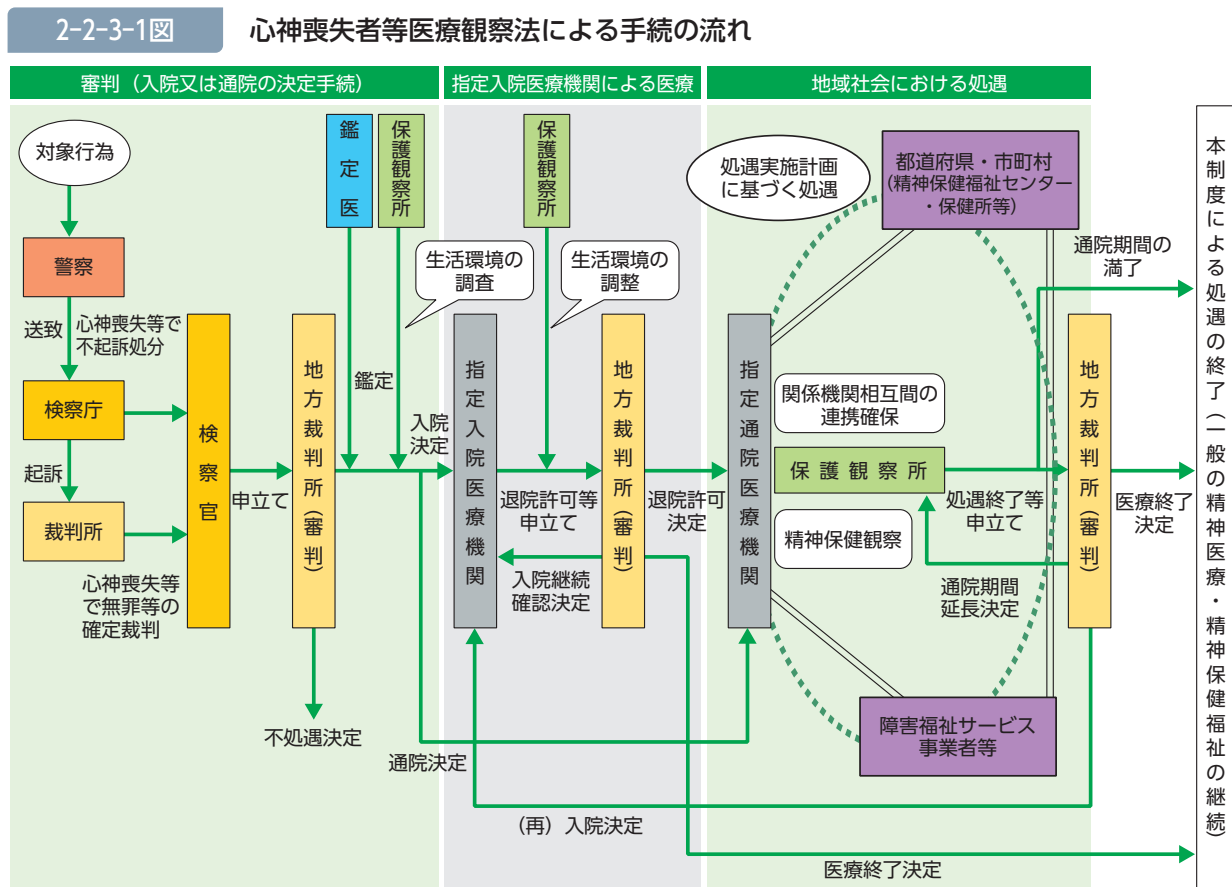 2-2-3-1図
心神喪失者等医療観察法による手続の流れ
審判（入院又は通院の決定手続）
指定入院医療機関による医療
地域社会における処遇
対象行為
警察
送致
心神喪失等で
不起訴処分
検察庁
起訴
裁判所
心神喪失等
で無罪等の
確定裁判
検察官
申立て
地方裁判所（審判）
不処遇決定
鑑定医
保護観察所
生活環境の
調査
鑑定
入院
決定
通院決定
指定入院医療機関
保護観察所
生活環境の
調整
退院許可等
申立て
入院継続
確認決定
地方裁判所（審判）
退院許可
決定
（再）入院決定
医療終了決定
処遇実施計画
に基づく処遇
都道府県・市町村
(精神保健福祉センター
・保健所等)
指定通院医療機関
関係機関相互間の
連携確保
保護観察所
精神保健観察
処遇終了等
申立て
通院期間
延長決定
障害福祉サービス
事業者等
通院期間の
満了
地方裁判所（審判）
医療終了
決定
本制度による処遇の終了（一般の精神医療・精神保健福祉の継続）